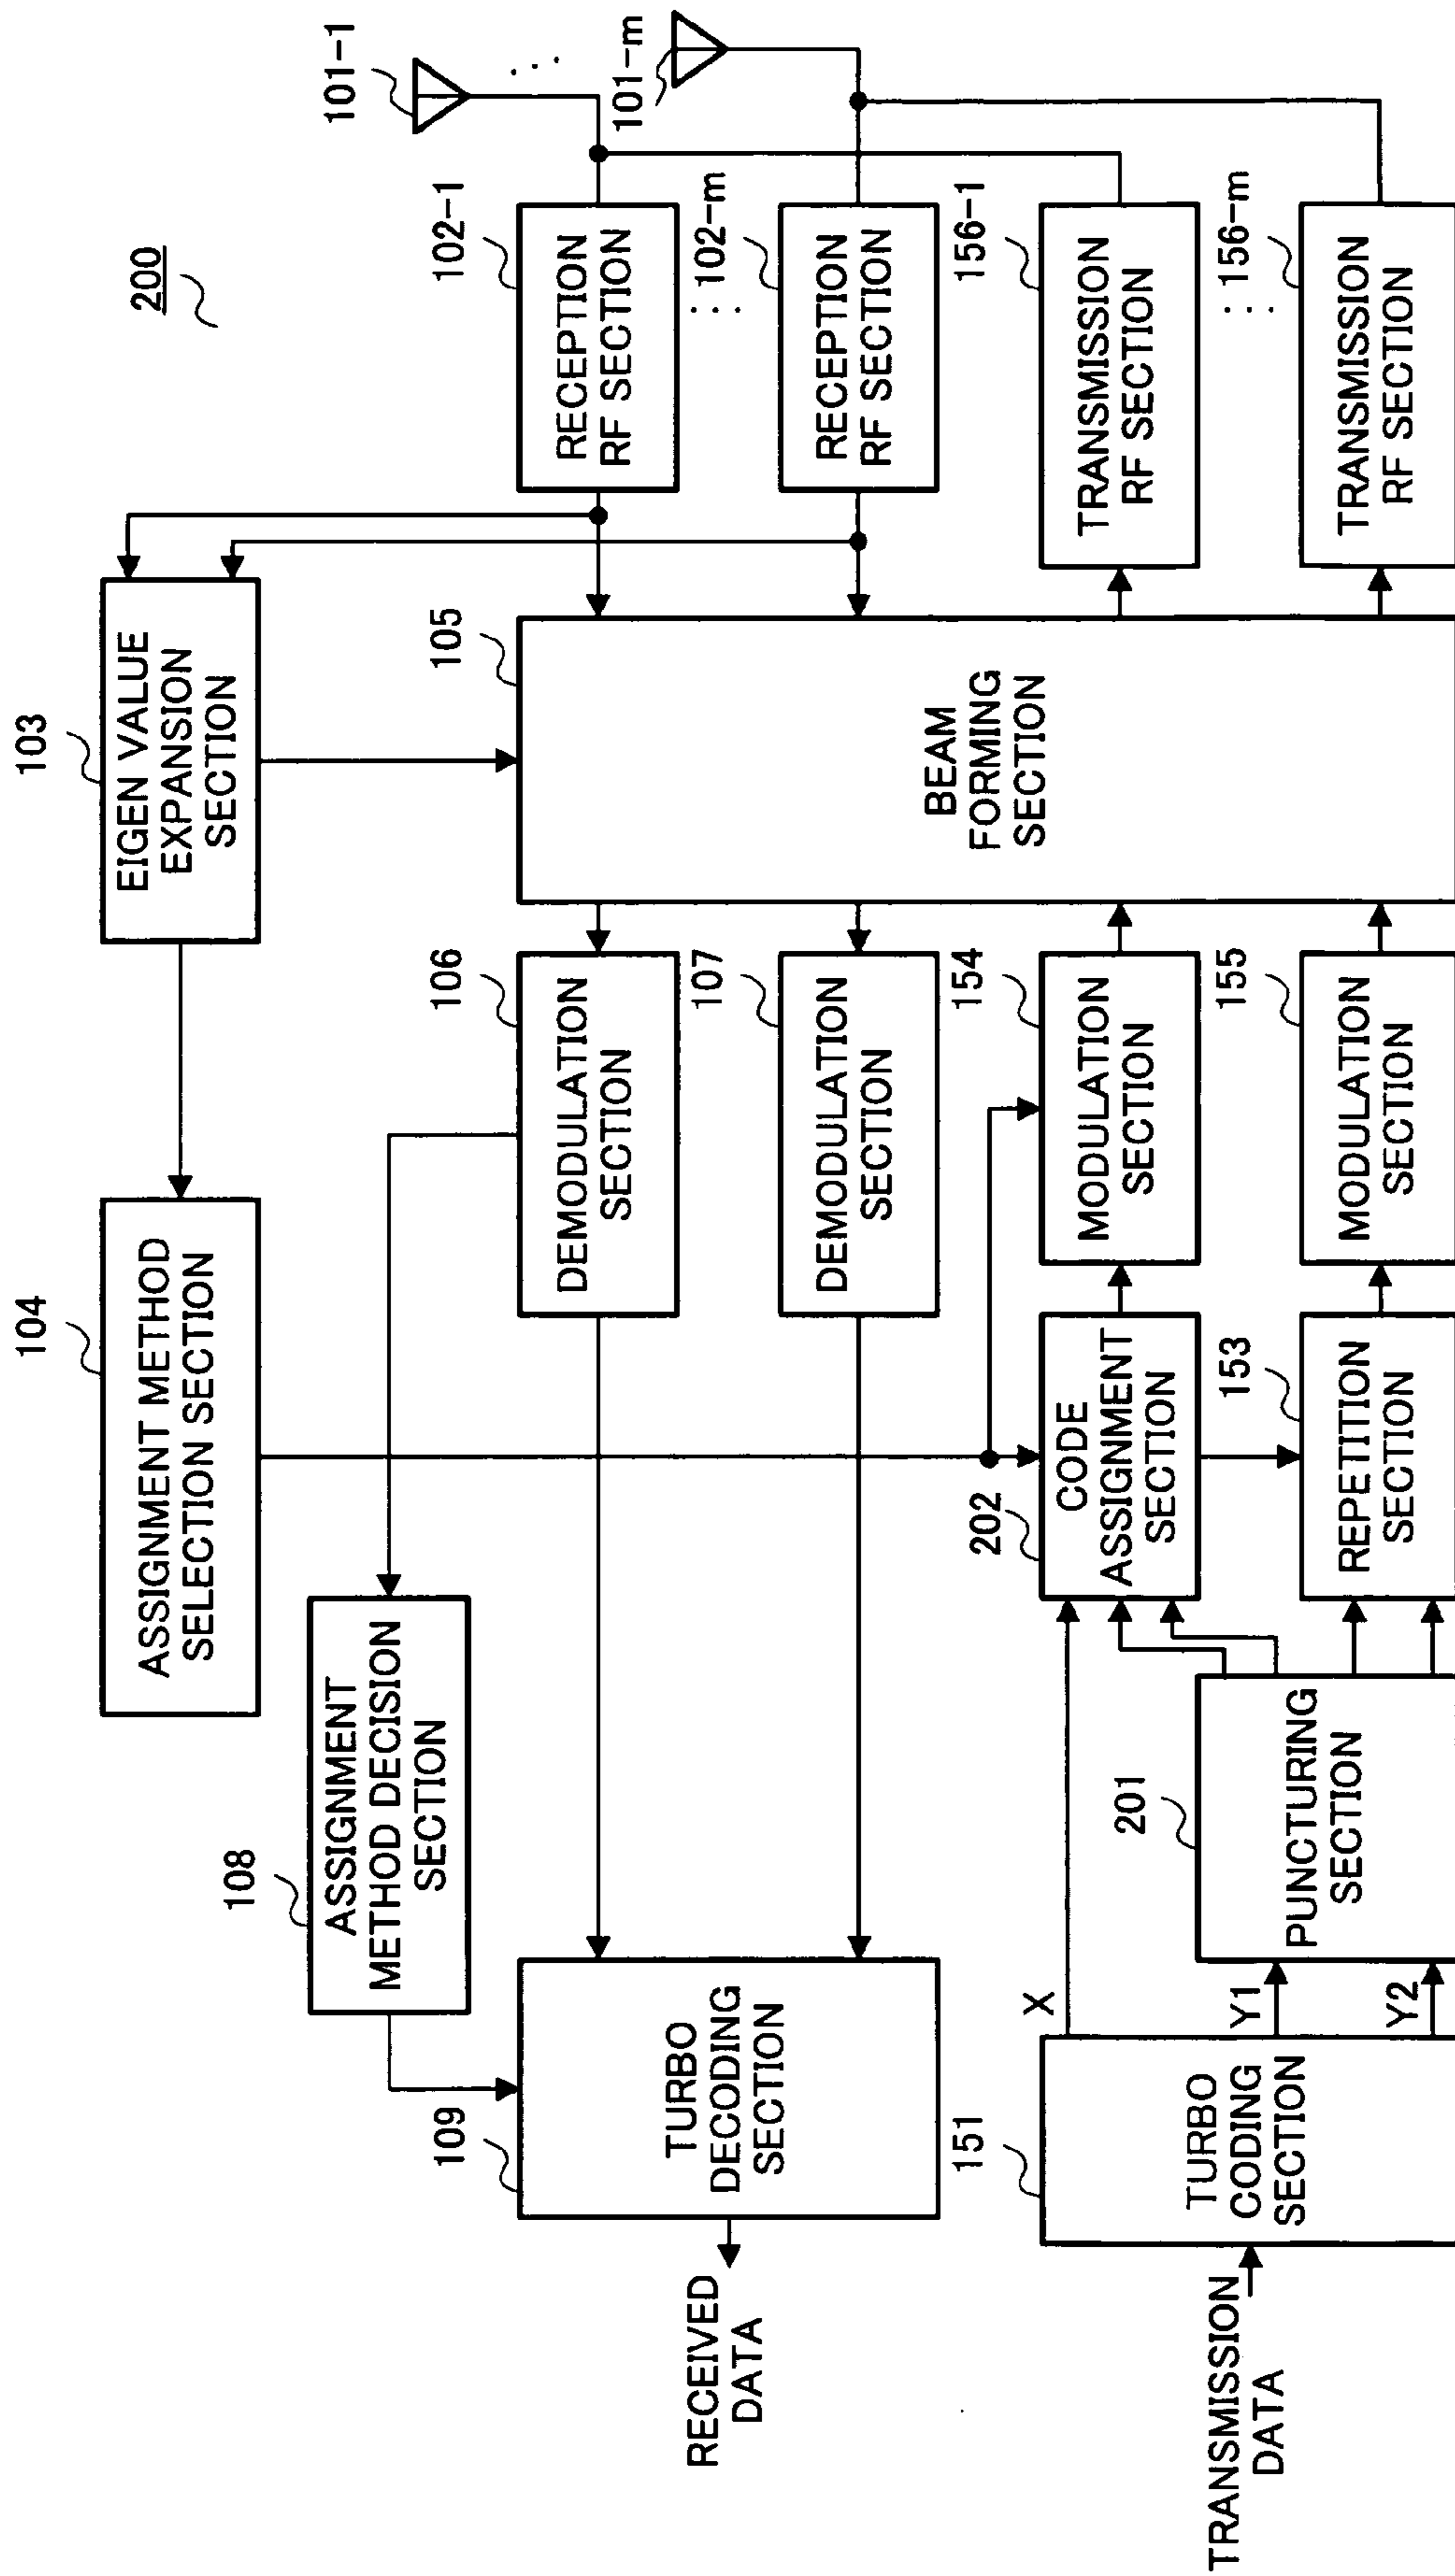 200
101-1
101-m
103
EIGEN VALUE
EXPANSION
SECTION
104
ASSIGNMENT METHOD
SELECTION SECTION
102-1
RECEPTION
RF SECTION
102-m
RECEPTION
RF SECTION
156-1
TRANSMISSION
RF SECTION
156-m
TRANSMISSION
RF SECTION
105
BEAM
FORMING
SECTION
106
DEMODULATION
SECTION
107
DEMODULATION
SECTION
154
MODULATION
SECTION
155
MODULATION
SECTION
108
ASSIGNMENT
METHOD DECISION
SECTION
202
CODE
ASSIGNMENT
SECTION
153
REPETITION
SECTION
201
PUNCTURING
SECTION
109
TURBO
DECODING
SECTION
X
Y1
Y2
151
TURBO
CODING
SECTION
RECEIVED
DATA
TRANSMISSION
DATA